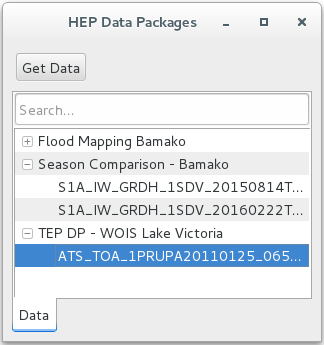 HEP Data Packages
Get Data
Search...
Flood Mapping Bamako
Season Comparison - Bamako
S1A_IW_GRDH_1SDV_20150814T...
S1A_IW_GRDH_1SDV_20160222T...
TEP DP - WOIS Lake Victoria
ATS_TOA_1PRUPA20110125_065...
Data